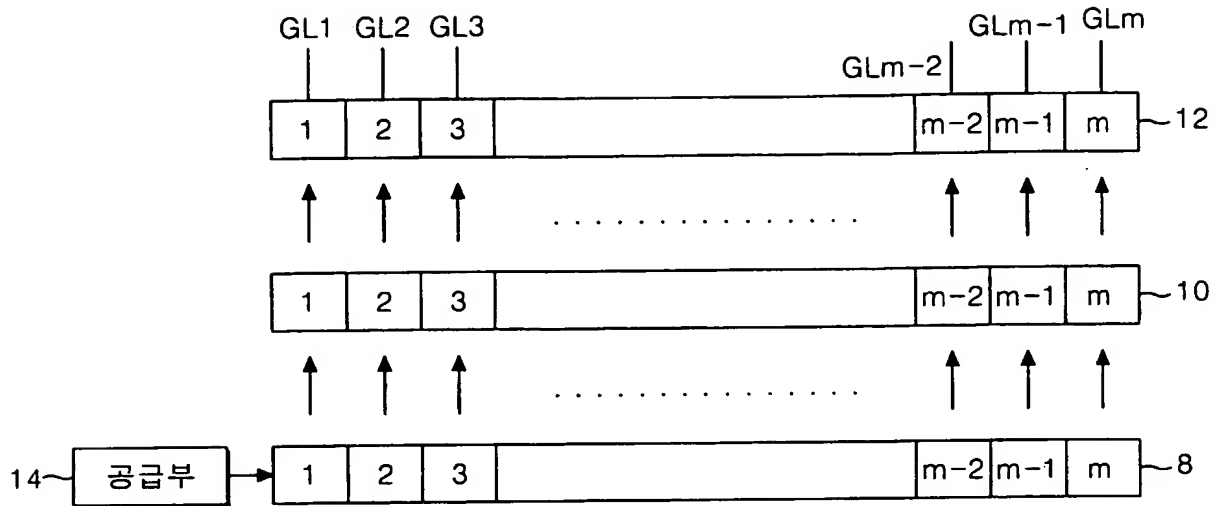 GL1 GL2 GL3 GLm-2 GLm-1 GLm
1 2 3 m-2 m-1 m 12
1 2 3 m-2 m-1 m 10
14 공급부 1 2 3 m-2 m-1 m 8